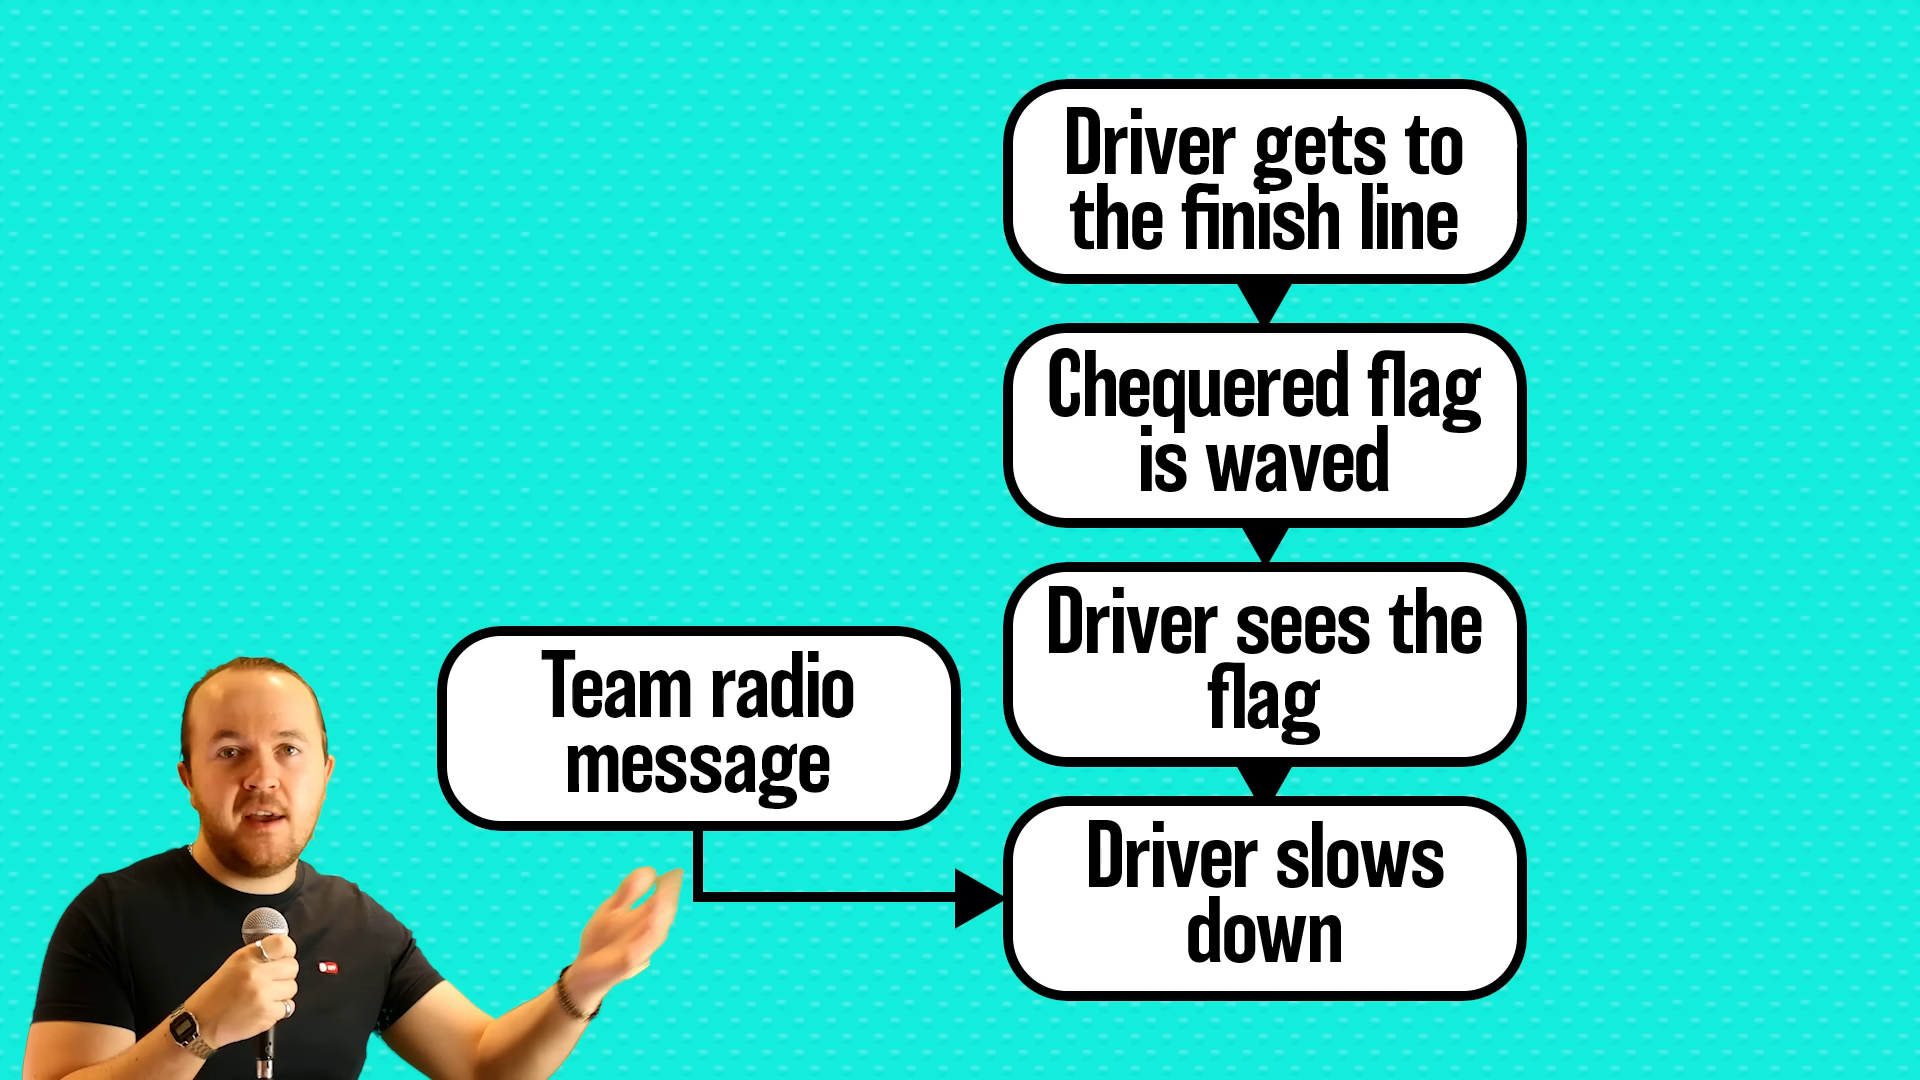 Driver gets to
the finish line
Chequered flag
is waved
Driver sees the
flag
Team radio
message
Driver slows
down